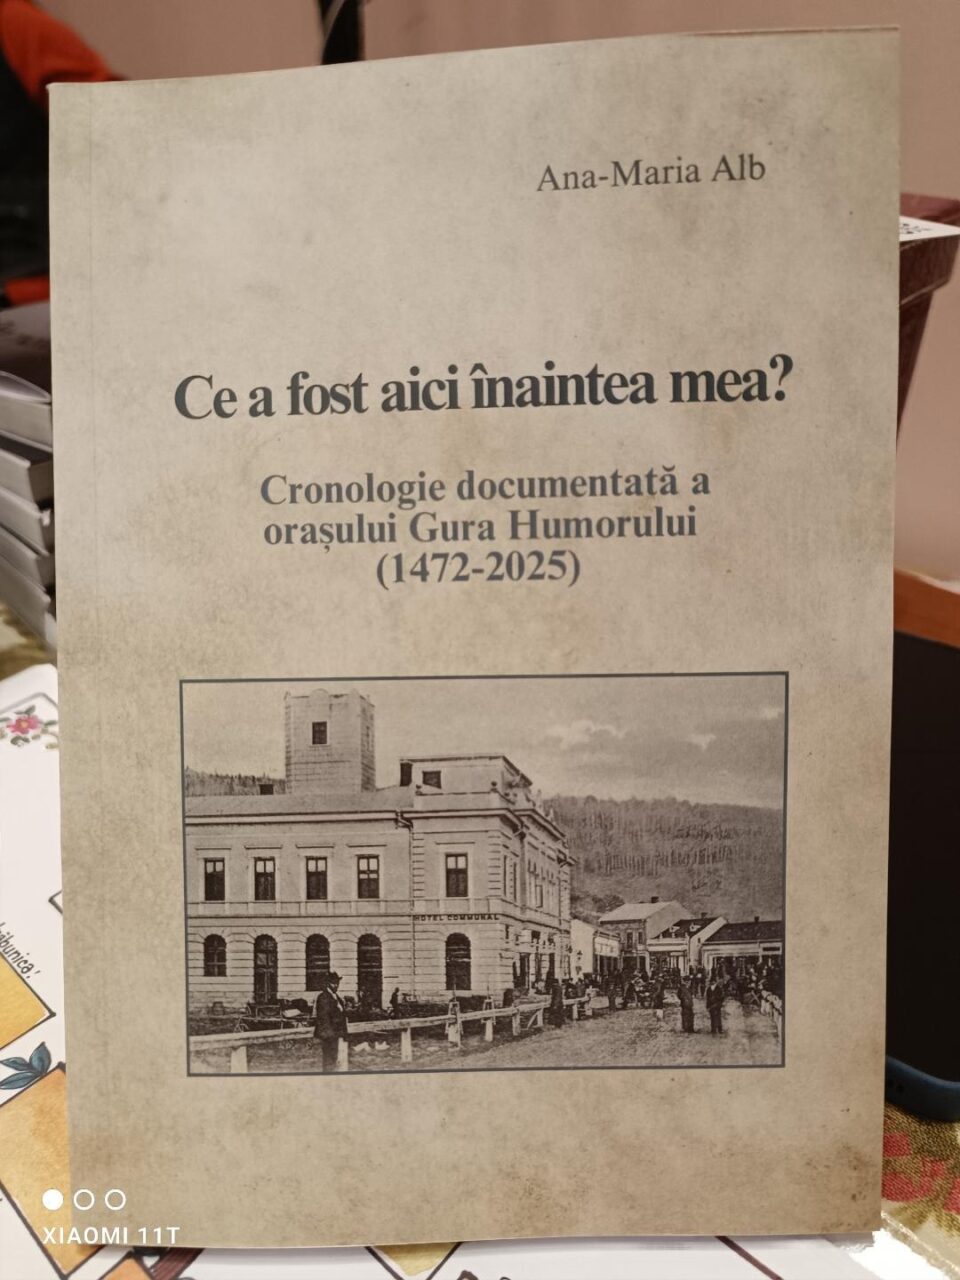 Ana-Maria Alb
Ce a fost aici înaintea mea?
Cronologie documentată a
orașului Gura Humorului
(1472-2025)
HOTEL COMMUNAL
XIAOMI 11T